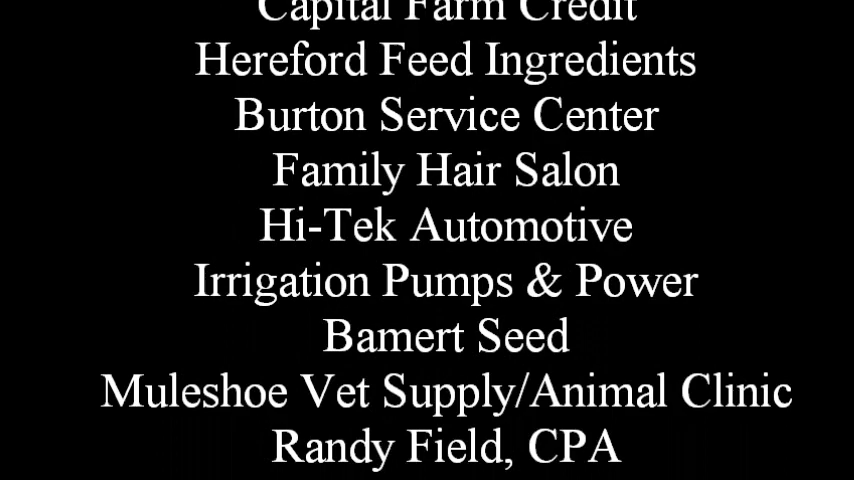 Capital Farm Credit
Hereford Feed Ingredients
Burton Service Center
Family Hair Salon
Hi-Tek Automotive
Irrigation Pumps & Power
Bamert Seed
Muleshoe Vet Supply/Animal Clinic
Randy Field, CPA